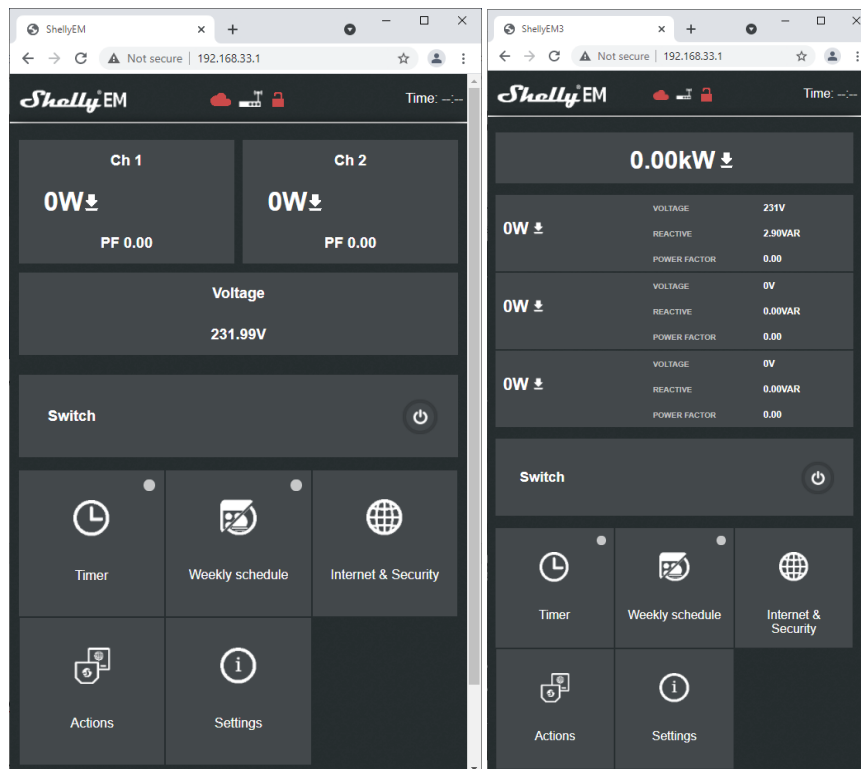 ShellyEM
Not secure
192.168.33.1
Shelly EM
Time: --:--
Ch 1
Ch 2
0W
0W
PF 0.00
PF 0.00
Voltage
231.99V
Switch
Timer
Weekly schedule
Internet & Security
Actions
Settings
ShellyEM3
Not secure
192.168.33.1
Shelly EM
Time: --:--
0.00kW
0W
VOLTAGE 231V
REACTIVE 2.90VAR
POWER FACTOR 0.00
0W
VOLTAGE 0V
REACTIVE 0.00VAR
POWER FACTOR 0.00
0W
VOLTAGE 0V
REACTIVE 0.00VAR
POWER FACTOR 0.00
Switch
Timer
Weekly schedule
Internet &
Security
Actions
Settings